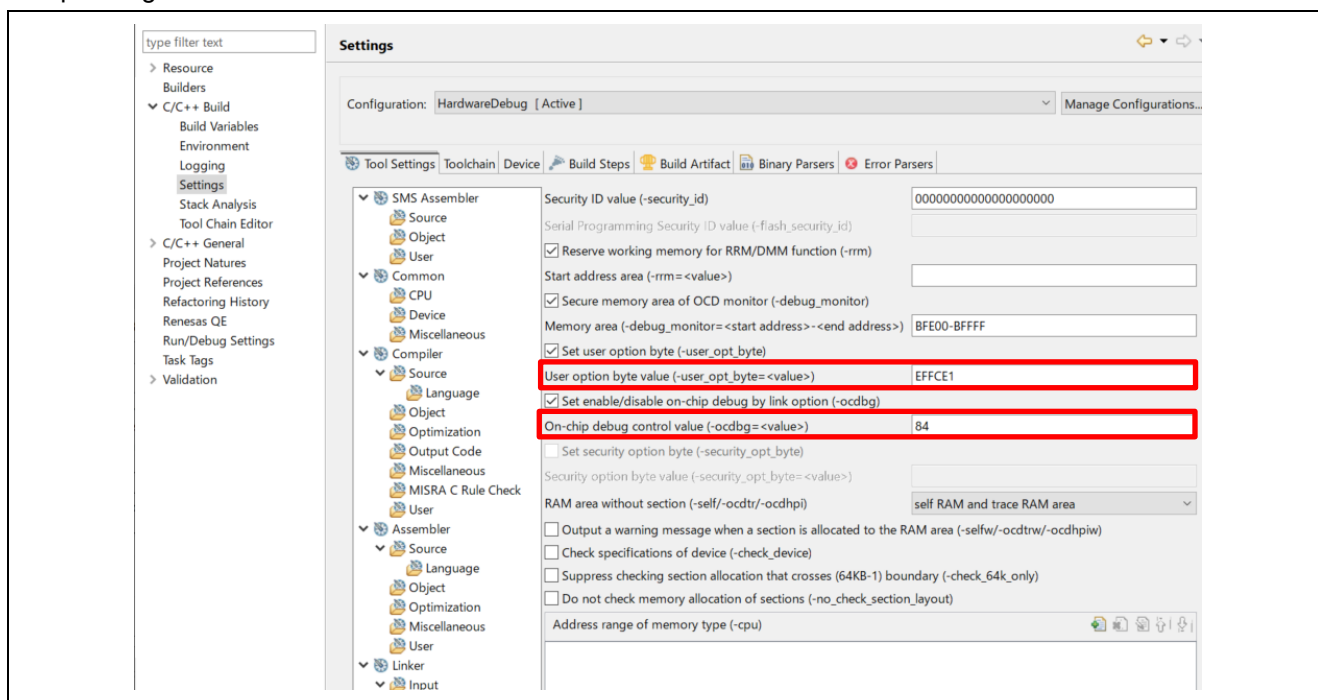 type filter text
Resource
Builders
C/C++ Build
Build Variables
Environment
Logging
Settings
Stack Analysis
Tool Chain Editor
C/C++ General
Project Natures
Project References
Refactoring History
Renesas QE
Run/Debug Settings
Task Tags
Validation
Settings
Configuration: HardwareDebug [ Active ] Manage Configurations...
Tool Settings Toolchain Device Build Steps Build Artifact Binary Parsers Error Parsers
SMS Assembler
Source
Object
User
Common
CPU
Device
Miscellaneous
Compiler
Source
Language
Object
Optimization
Output Code
Miscellaneous
MISRA C Rule Check
User
Assembler
Source
Language
Object
Optimization
Miscellaneous
User
Linker
Input
Security ID value (-security_id) 00000000000000000000
Serial Programming Security ID value (-flash_security_id)
Reserve working memory for RRM/DMM function (-rrm)
Start address area (-rrm=<value>)
Secure memory area of OCD monitor (-debug_monitor)
Memory area (-debug_monitor=<start address>-<end address>) BFE00-BFFFF
Set user option byte (-user_opt_byte)
User option byte value (-user_opt_byte=<value>) EFFCE1
Set enable/disable on-chip debug by link option (-ocdbg)
On-chip debug control value (-ocdbg=<value>) 84
Set security option byte (-security_opt_byte)
Security option byte value (-security_opt_byte=<value>)
RAM area without section (-self/-ocdtr/-ocdhpi) self RAM and trace RAM area
Output a warning message when a section is allocated to the RAM area (-selfw/-ocdtrw/-ocdhpiw)
Check specifications of device (-check_device)
Suppress checking section allocation that crosses (64KB-1) boundary (-check_64k_only)
Do not check memory allocation of sections (-no_check_section_layout)
Address range of memory type (-cpu)